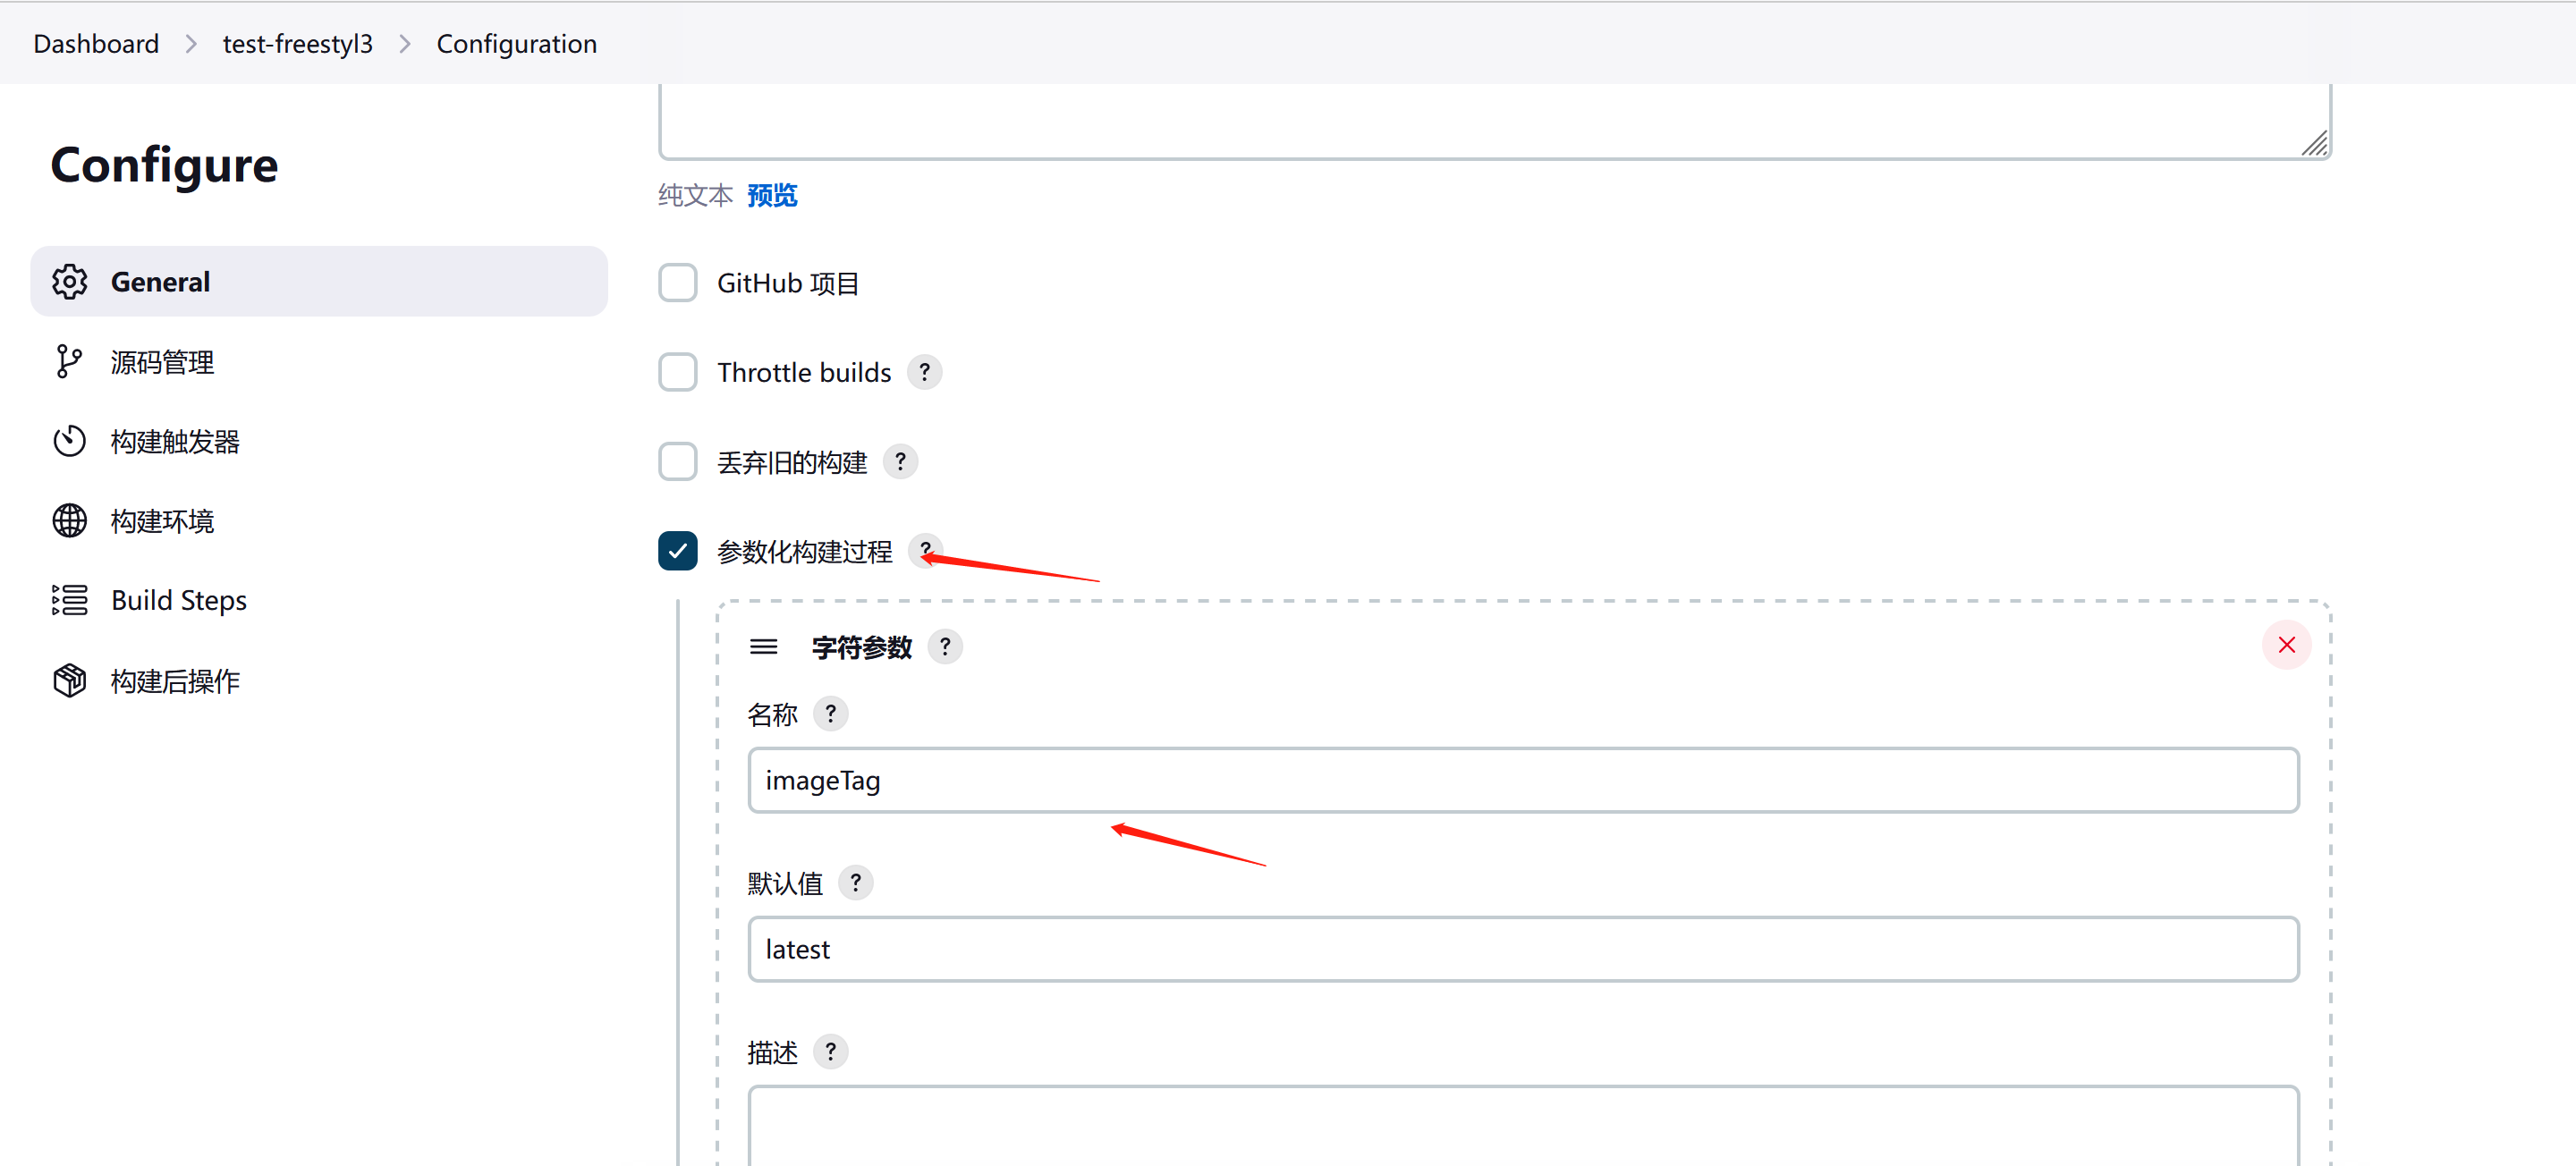 Dashboard > test-freestyl3 > Configuration
Configure
General
源码管理
构建触发器
构建环境
Build Steps
构建后操作
纯文本 预览
GitHub 项目
Throttle builds ?
丢弃旧的构建 ?
参数化构建过程 ?
字符参数 ?
名称 ?
imageTag
默认值 ?
latest
描述 ?